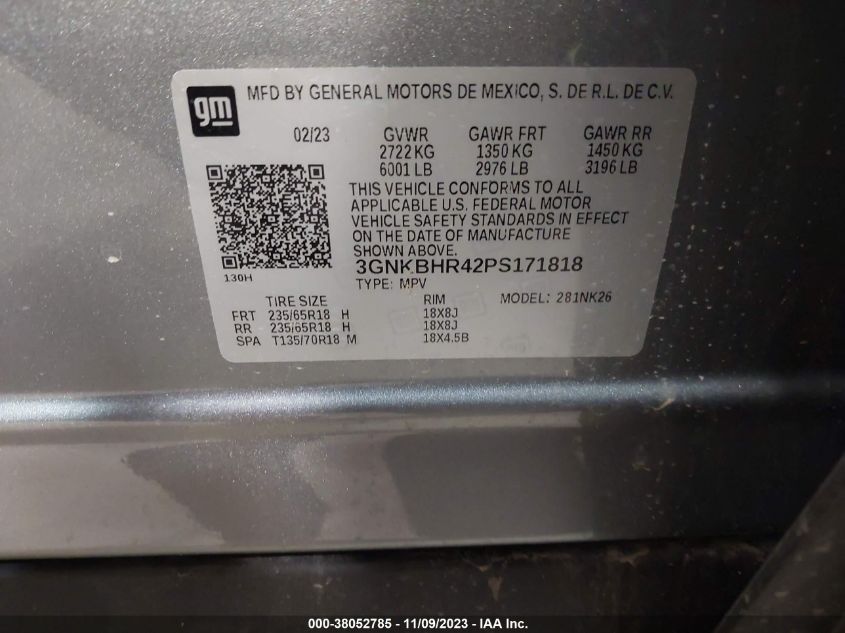 gm
MFD BY GENERAL MOTORS DE MEXICO, S. DE R.L. DE C.V.
02/23 GVWR GAWR FRT GAWR RR
2722 KG 1350 KG 1450 KG
6001 LB 2976 LB 3196 LB
THIS VEHICLE CONFORMS TO ALL
APPLICABLE U.S. FEDERAL MOTOR
VEHICLE SAFETY STANDARDS IN EFFECT
ON THE DATE OF MANUFACTURE
SHOWN ABOVE.
3GNKBHR42PS171818
130H
TYPE: MPV
TIRE SIZE RIM MODEL: 281NK26
FRT 235/65R18 H 18X8J
RR 235/65R18 H 18X8J
SPA T135/70R18 M 18X4.5B
000-38052785 - 11/09/2023 - IAA Inc.